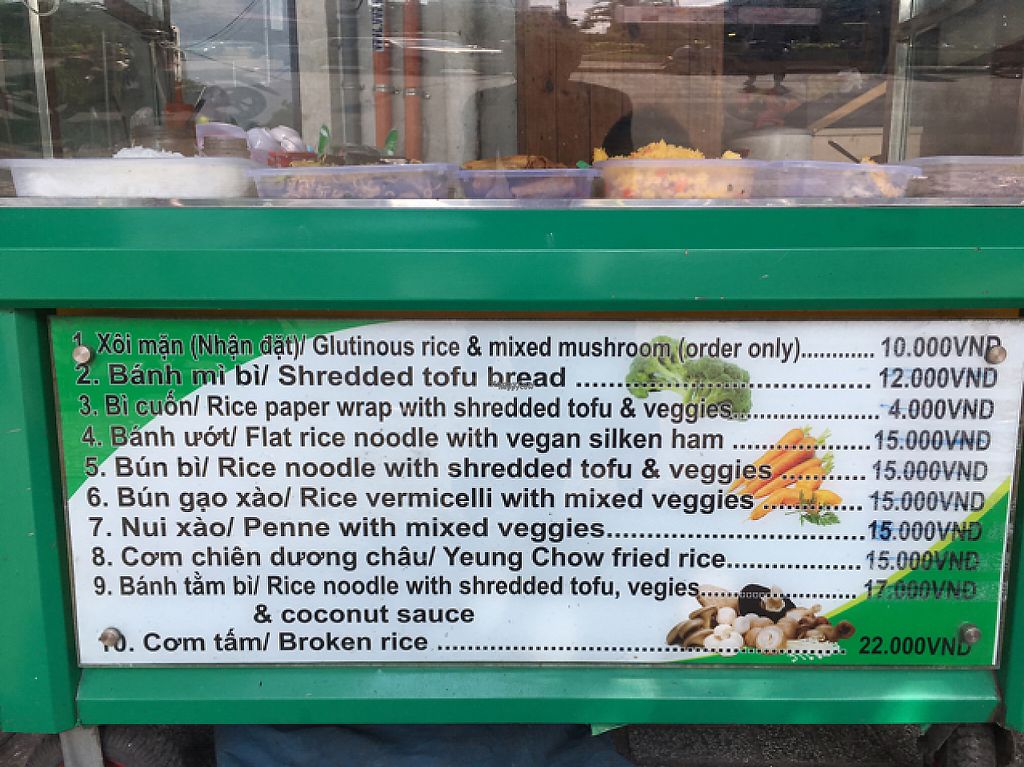 1. Xôi mặn (Nhận đặt)/ Glutinous rice & mixed mushroom (order only)............ 10.000VND
2. Bánh mì bì/ Shredded tofu bread ................................... 12.000VND
3. Bì cuốn/ Rice paper wrap with shredded tofu & veggies..................... 4.000VND
4. Bánh ướt/ Flat rice noodle with vegan silken ham .................... 15.000VND
5. Bún bì/ Rice noodle with shredded tofu & veggies ............ 15.000VND
6. Bún gạo xào/ Rice vermicelli with mixed veggies .............. 15.000VND
7. Nui xào/ Penne with mixed veggies................................ 15.000VND
8. Cơm chiên dương châu/ Yeung Chow fried rice.................. 15.000VND
9. Bánh tằm bì/ Rice noodle with shredded tofu, vegies...................... 17.000VND
& coconut sauce
10. Cơm tấm/ Broken rice .................................................. 22.000VND